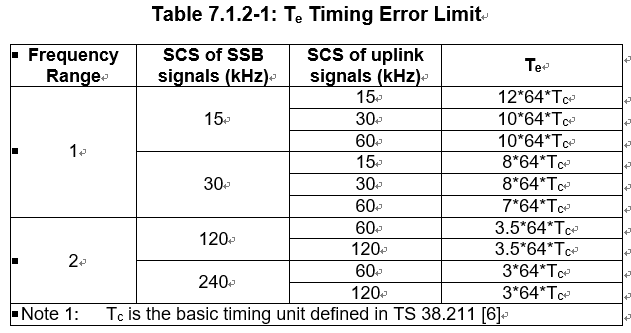 Table 7.1.2-1: Te Timing Error Limit
Frequency Range SCS of SSB signals (kHz) SCS of uplink signals (kHz) Te
1 15 15 12*64*Tc
30 10*64*Tc
60 10*64*Tc
30 15 8*64*Tc
30 8*64*Tc
60 7*64*Tc
2 120 60 3.5*64*Tc
120 3.5*64*Tc
240 60 3*64*Tc
120 3*64*Tc
Note 1: Tc is the basic timing unit defined in TS 38.211 [6]